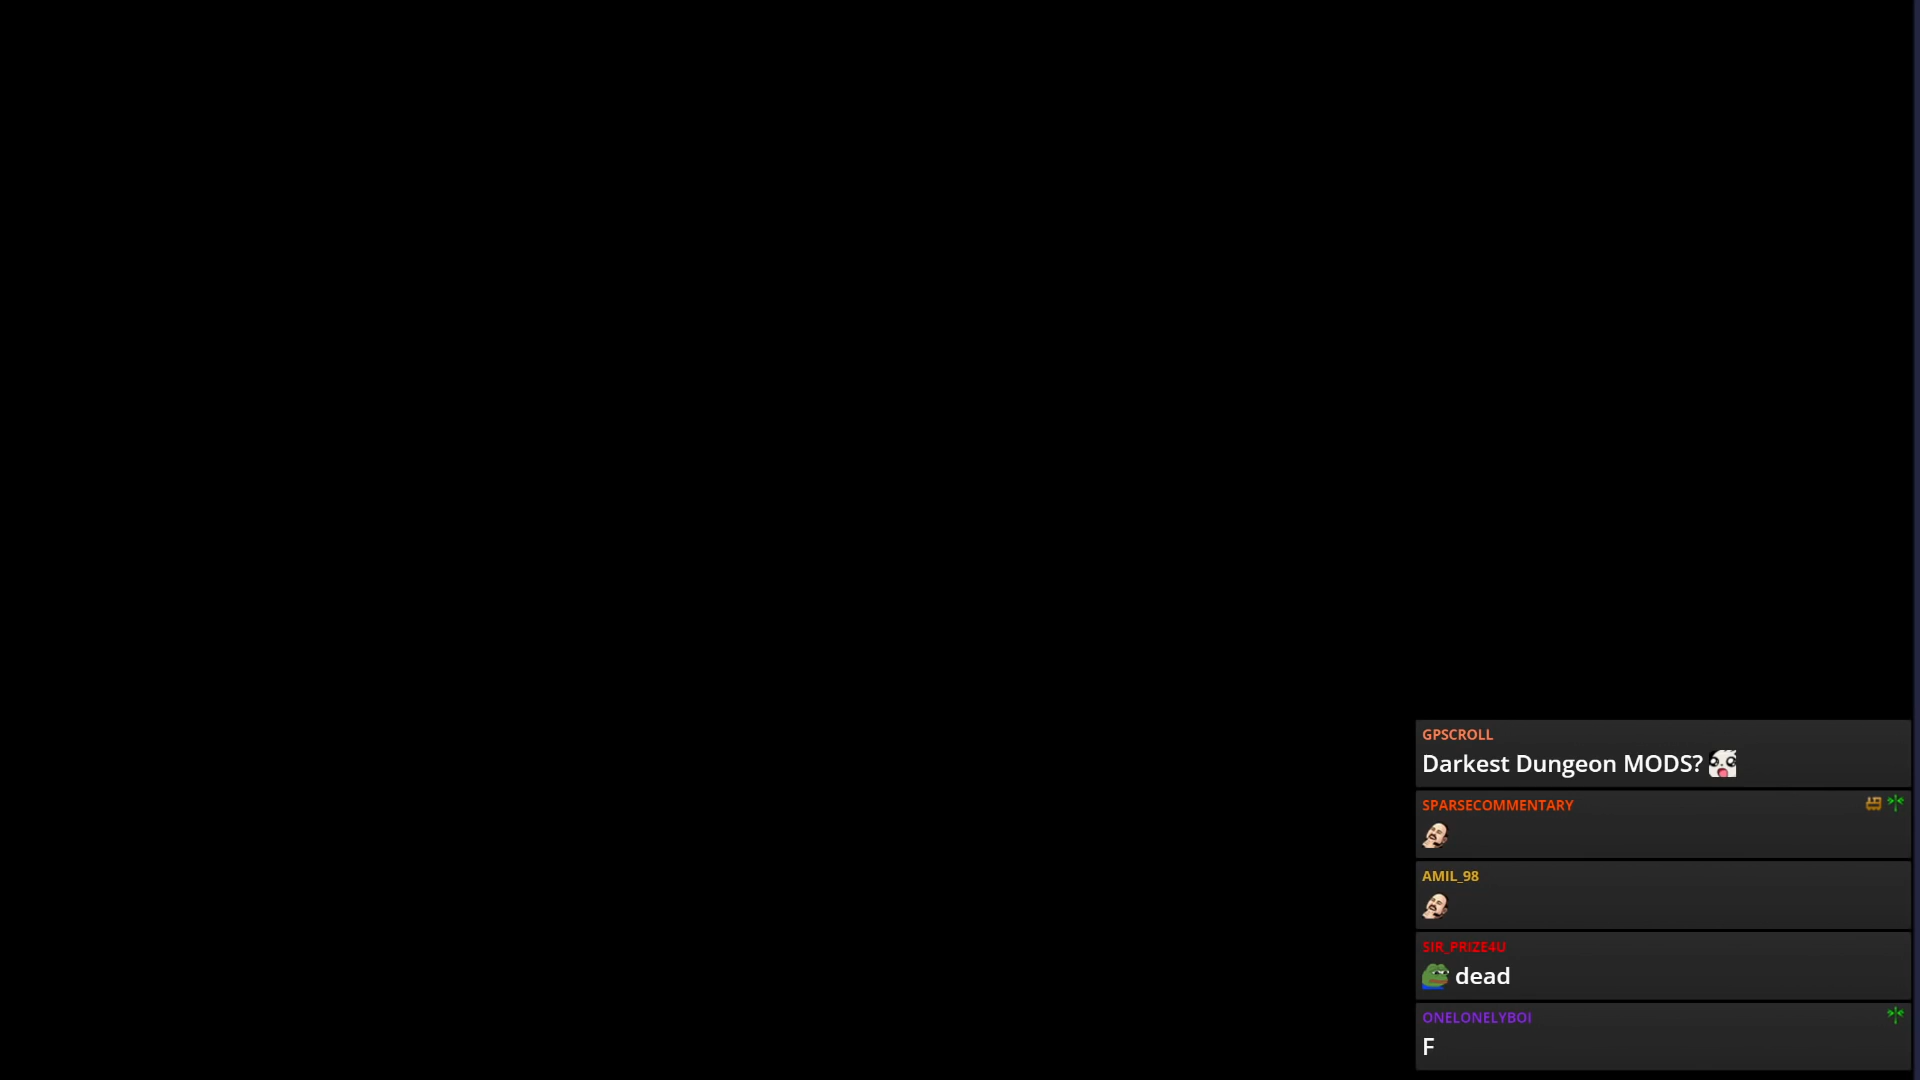 GPSCROLL
Darkest Dungeon MODS?
SPARSECOMMENTARY
AMIL_98
SIR_PRIZE4U
dead
ONELONELYBOI
F